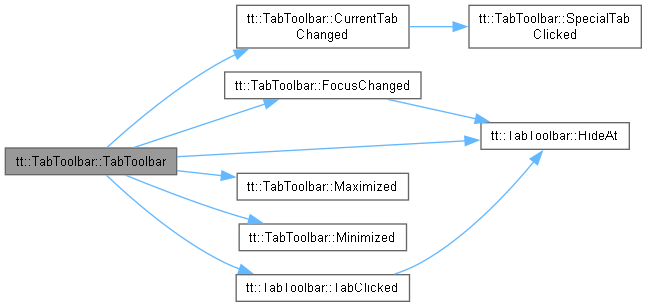 tt::TabToolbar::CurrentTab
Changed
tt::TabToolbar::SpecialTab
Clicked
tt::TabToolbar::FocusChanged
tt::TabToolbar::HideAt
tt::TabToolbar::TabToolbar
tt::TabToolbar::Maximized
tt::TabToolbar::Minimized
tt::TabToolbar::TabClicked